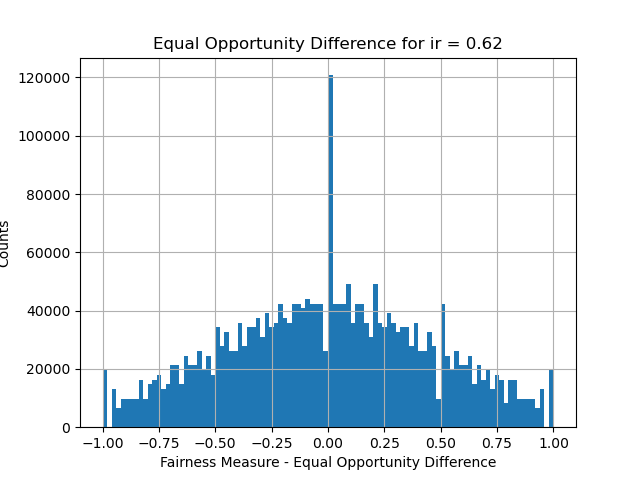 Equal Opportunity Difference for ir = 0.62
120000
100000
80000
60000
40000
20000
0
Counts
−1.00 −0.75 −0.50 −0.25 0.00 0.25 0.50 0.75 1.00
Fairness Measure - Equal Opportunity Difference